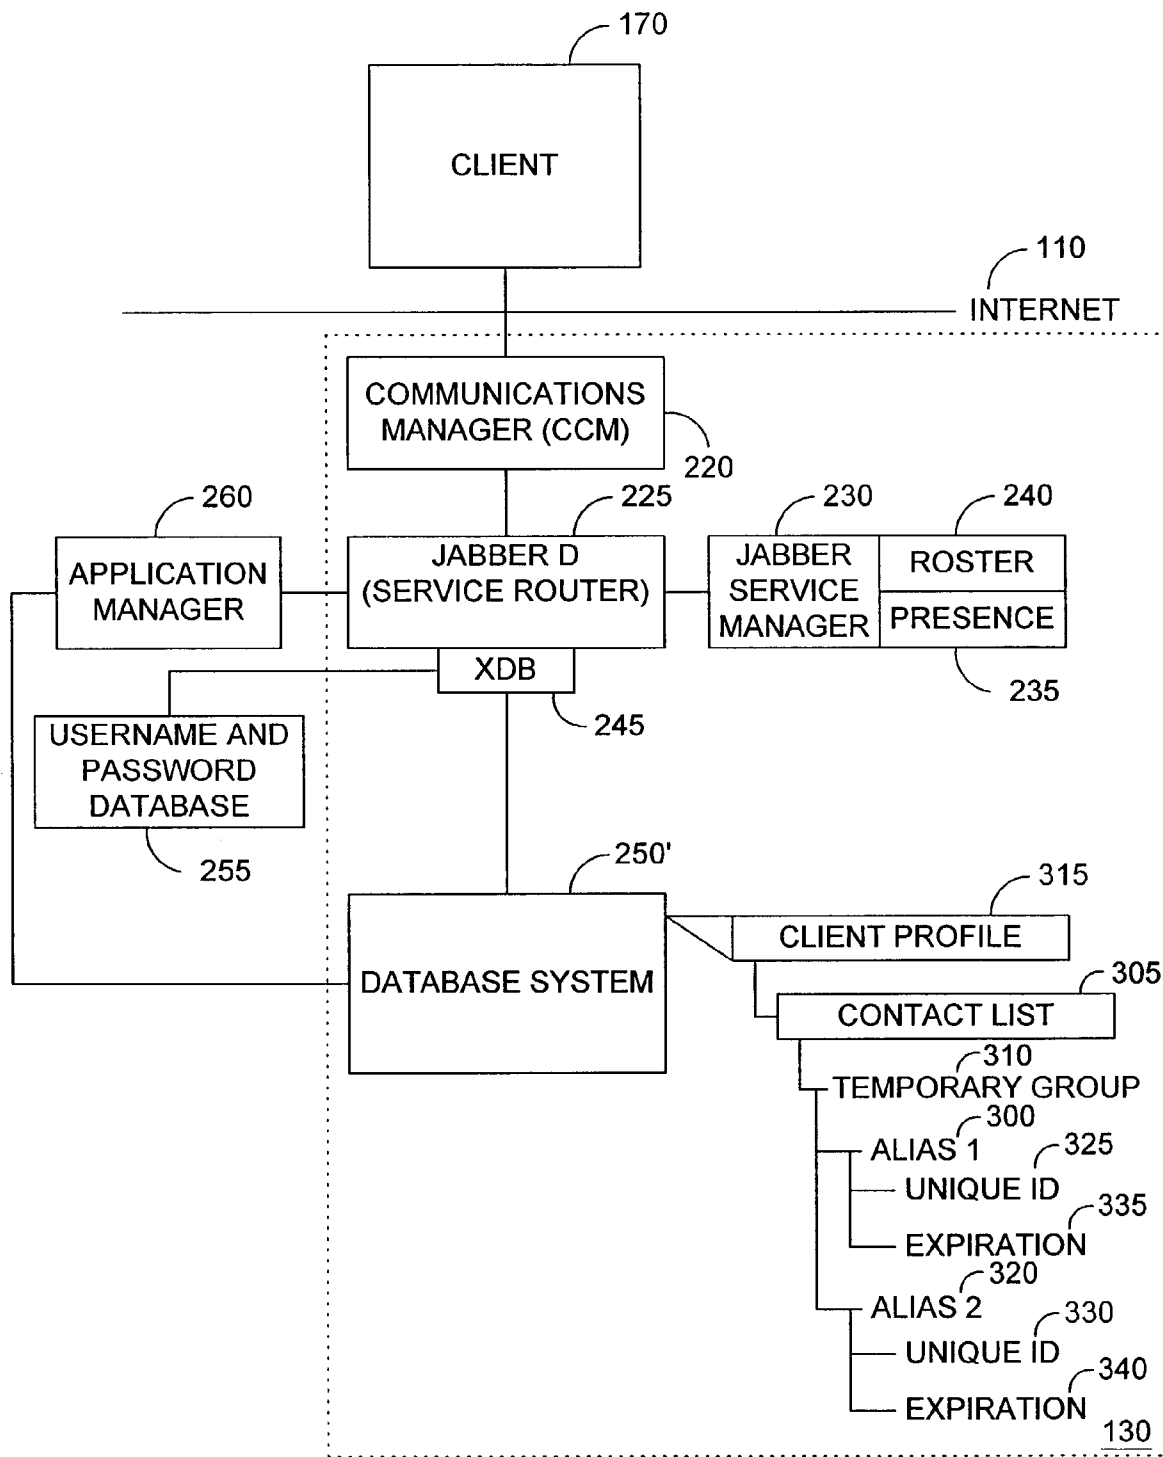 170
CLIENT
110
INTERNET
COMMUNICATIONS
MANAGER (CCM)
220
260
225
230
240
APPLICATION
MANAGER
JABBER D
(SERVICE ROUTER)
JABBER
SERVICE
MANAGER
ROSTER
PRESENCE
XDB
235
245
USERNAME AND
PASSWORD
DATABASE
255
250'
315
CLIENT PROFILE
DATABASE SYSTEM
305
CONTACT LIST
310
TEMPORARY GROUP
300
ALIAS 1
325
UNIQUE ID
335
EXPIRATION
320
ALIAS 2
330
UNIQUE ID
340
EXPIRATION
130